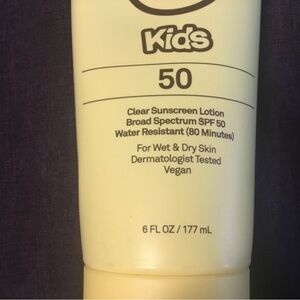 Kids
50
Clear Sunscreen Lotion
Broad Spectrum SPF 50
Water Resistant (80 Minutes)
For Wet & Dry Skin
Dermatologist Tested
Vegan
6 FL OZ / 177 mL